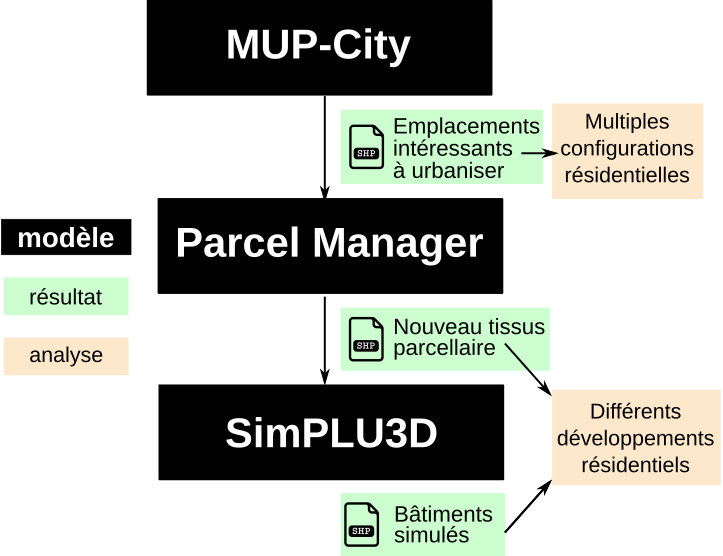 MUP-City
SHP
Emplacements
intéressants
à urbaniser
Multiples
configurations
résidentielles
modèle
résultat
analyse
Parcel Manager
SHP
Nouveau tissus
parcellaire
SimPLU3D
Différents
développements
résidentiels
SHP
Bâtiments
simulés